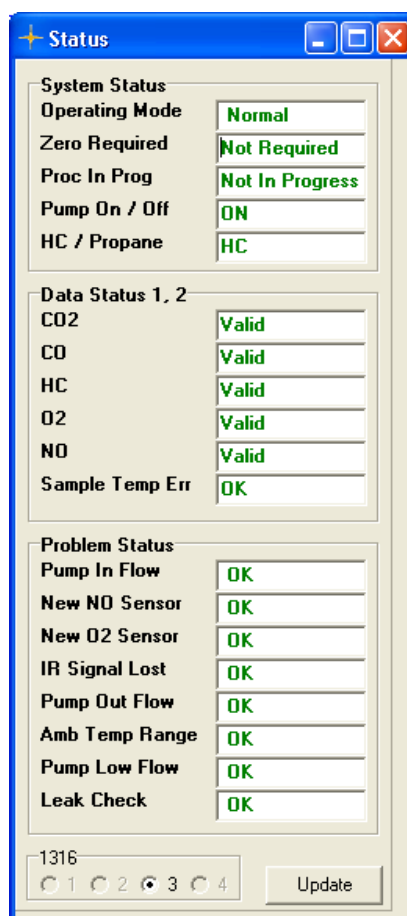 Status
System Status
Operating Mode Normal
Zero Required Not Required
Proc In Prog Not In Progress
Pump On / Off ON
HC / Propane HC
Data Status 1, 2
CO2 Valid
CO Valid
HC Valid
O2 Valid
NO Valid
Sample Temp Err OK
Problem Status
Pump In Flow OK
New NO Sensor OK
New O2 Sensor OK
IR Signal Lost OK
Pump Out Flow OK
Amb Temp Range OK
Pump Low Flow OK
Leak Check OK
1316
1 2 3 4 Update